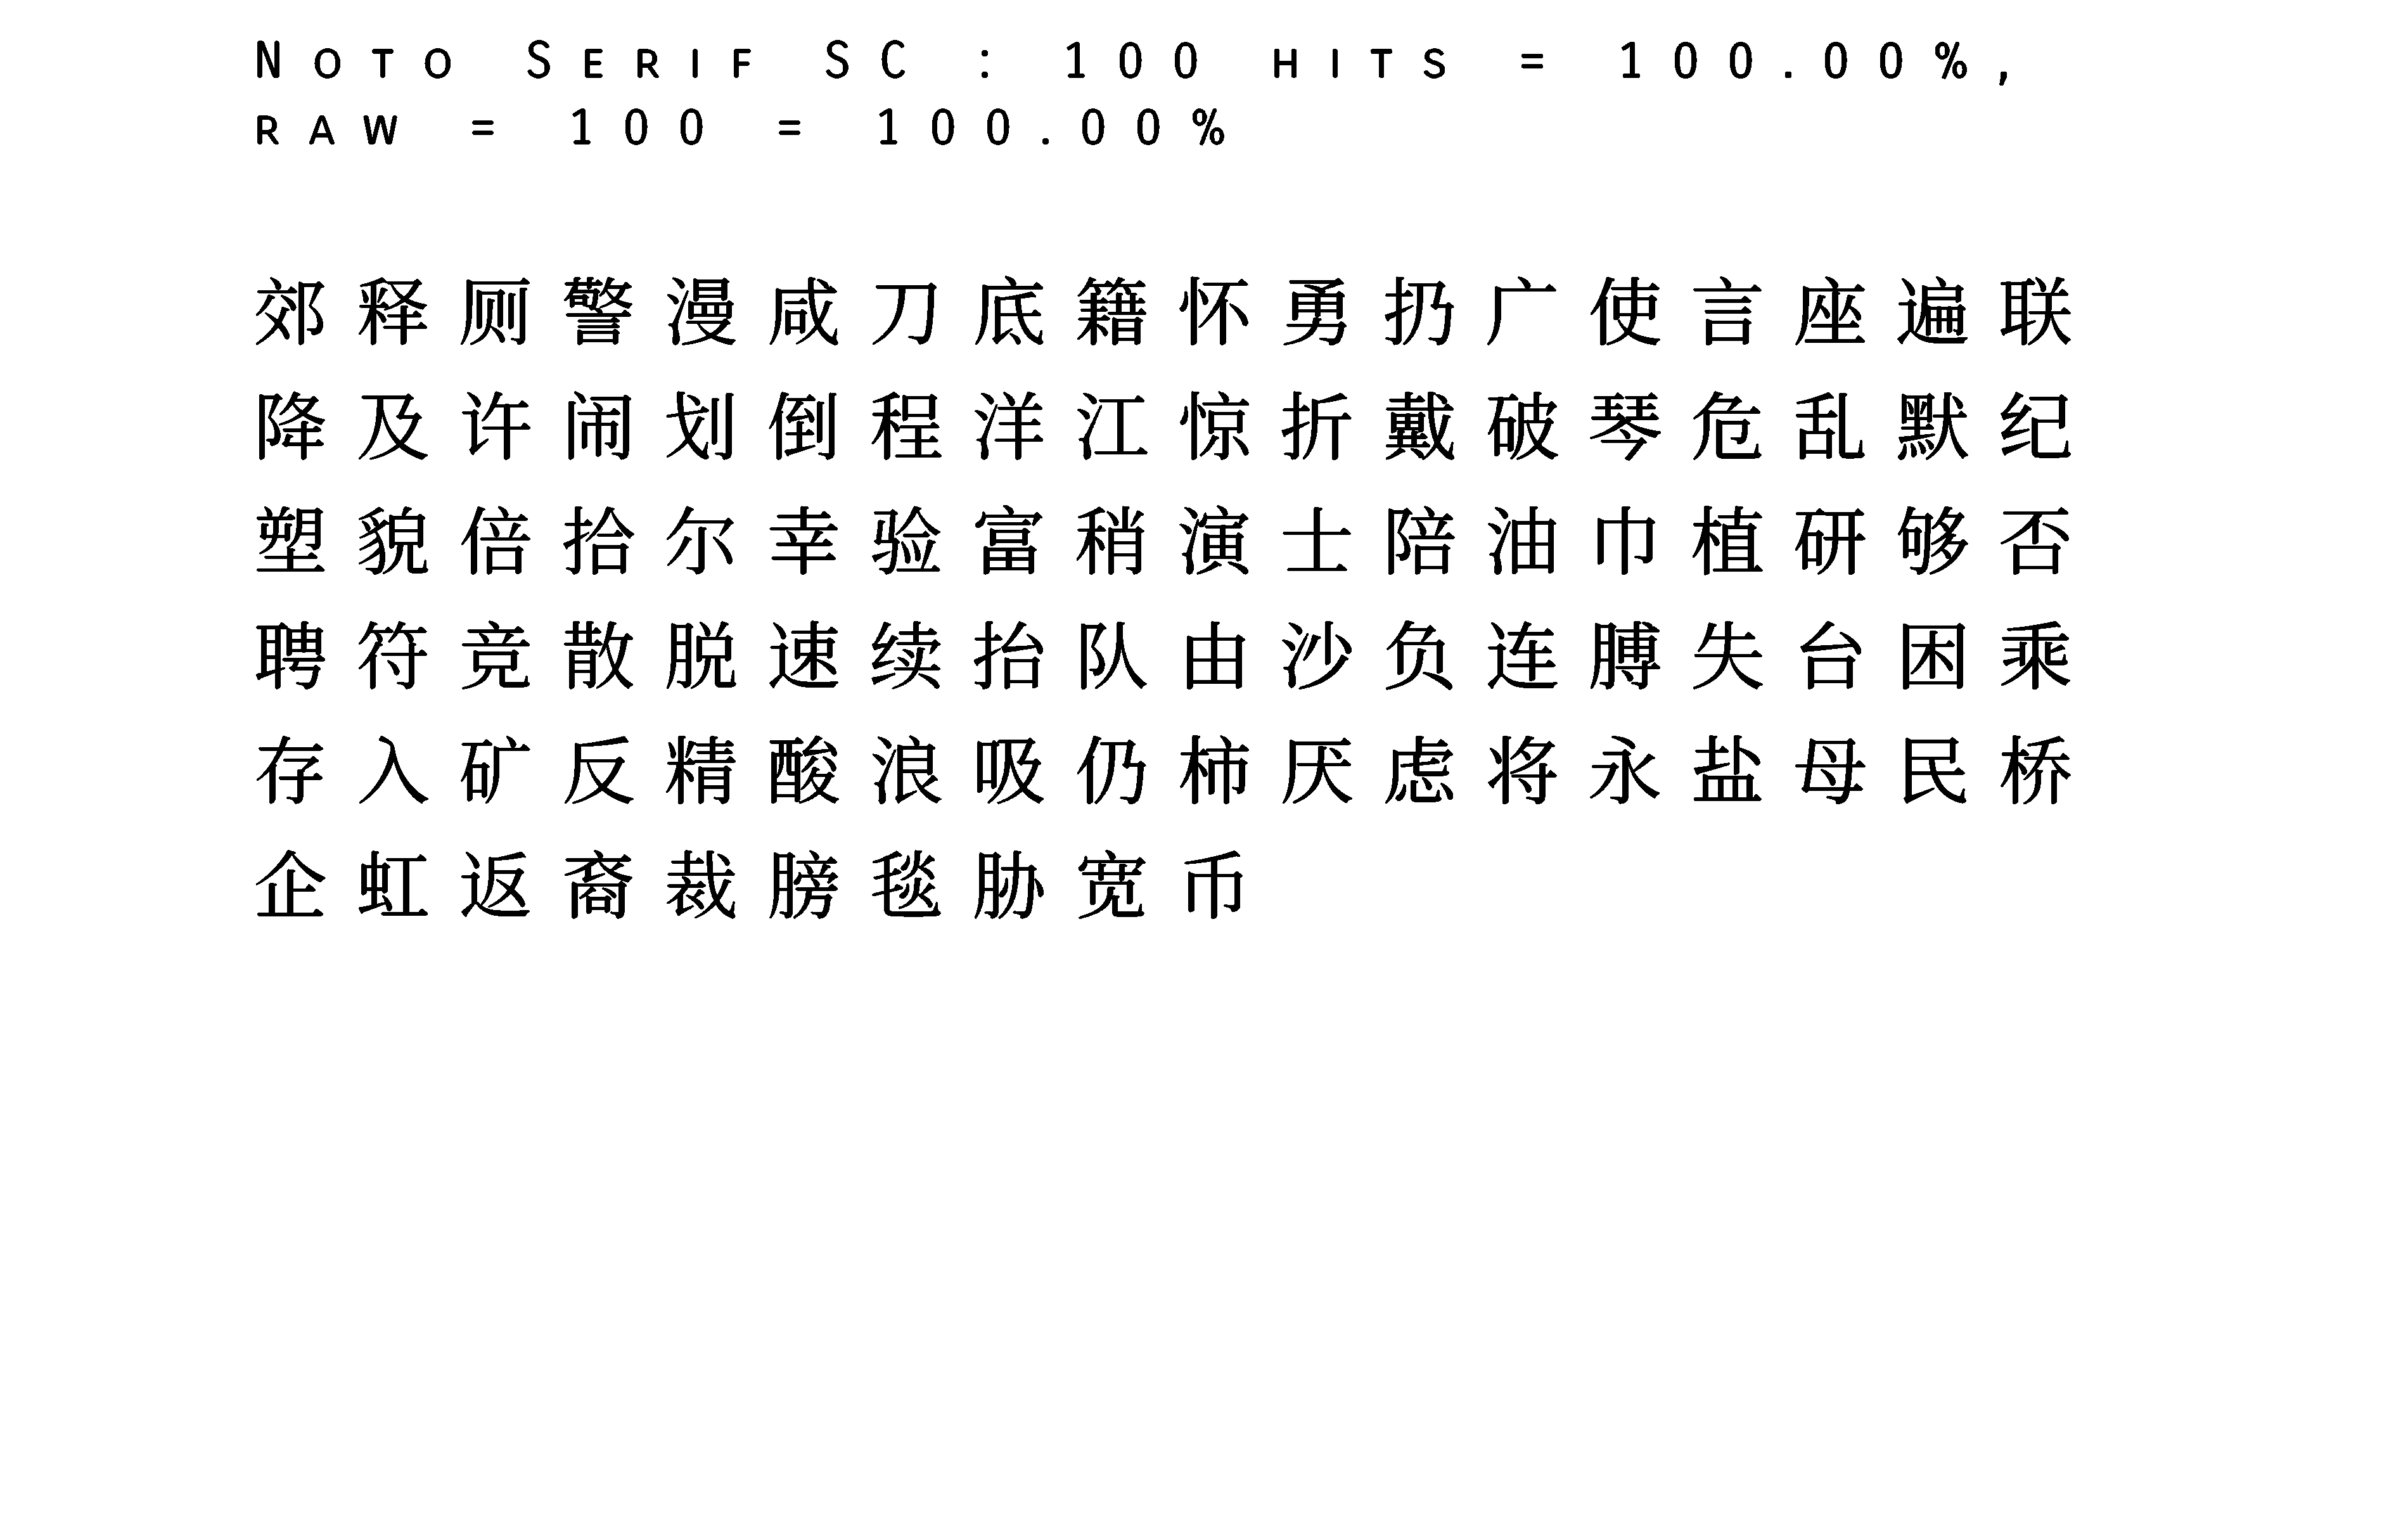 Noto Serif SC : 100 hits = 100.00%,
raw = 100 = 100.00%
郊释厕警漫咸刀底籍怀勇扔广使言座遍联
降及许闹划倒程洋江惊折戴破琴危乱默纪
塑貌倍拾尔幸验富稍演士陪油巾植研够否
聘符竞散脱速续抬队由沙负连膊失台困乘
存入矿反精酸浪吸仍柿厌虑将永盐母民桥
企虹返裔裁膀毯胁宽币